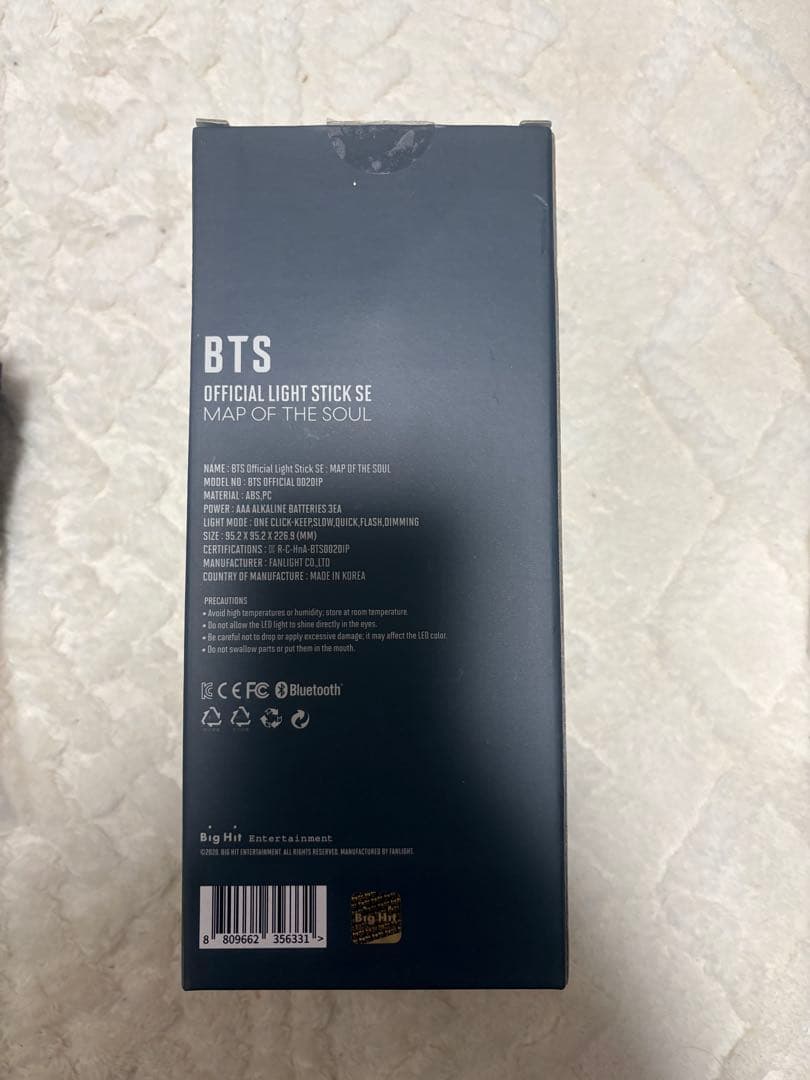 BTS
OFFICIAL LIGHT STICK SE
MAP OF THE SOUL
NAME : BTS Official Light Stick SE : MAP OF THE SOUL
MODEL NO : BTS OFFICIAL 00201P
MATERIAL : ABS,PC
POWER : AAA ALKALINE BATTERIES 3EA
LIGHT MODE : ONE CLICK-KEEP,SLOW,QUICK,FLASH,DIMMING
SIZE : 95.2 X 95.2 X 226.9 (MM)
CERTIFICATIONS : R-C-HnA-BTS00201P
MANUFACTURER : FANLIGHT CO.,LTD
COUNTRY OF MANUFACTURE : MADE IN KOREA
PRECAUTIONS
• Avoid high temperatures or humidity; store at room temperature.
• Do not allow the LED light to shine directly in the eyes.
• Be careful not to drop or apply excessive damage; it may affect the LED color.
• Do not swallow parts or put them in the mouth.
CE FC Bluetooth
Big Hit Entertainment
©2020. BIG HIT ENTERTAINMENT. ALL RIGHTS RESERVED. MANUFACTURED BY FANLIGHT.
8 809662 356331 >
Big Hit